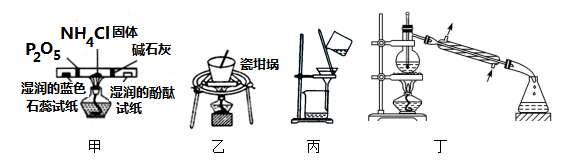 NH₄Cl固体
P₂O₅
碱石灰
瓷坩埚
湿润的蓝色
石蕊试纸
湿润的酚酞
试纸
甲
乙
丙
丁